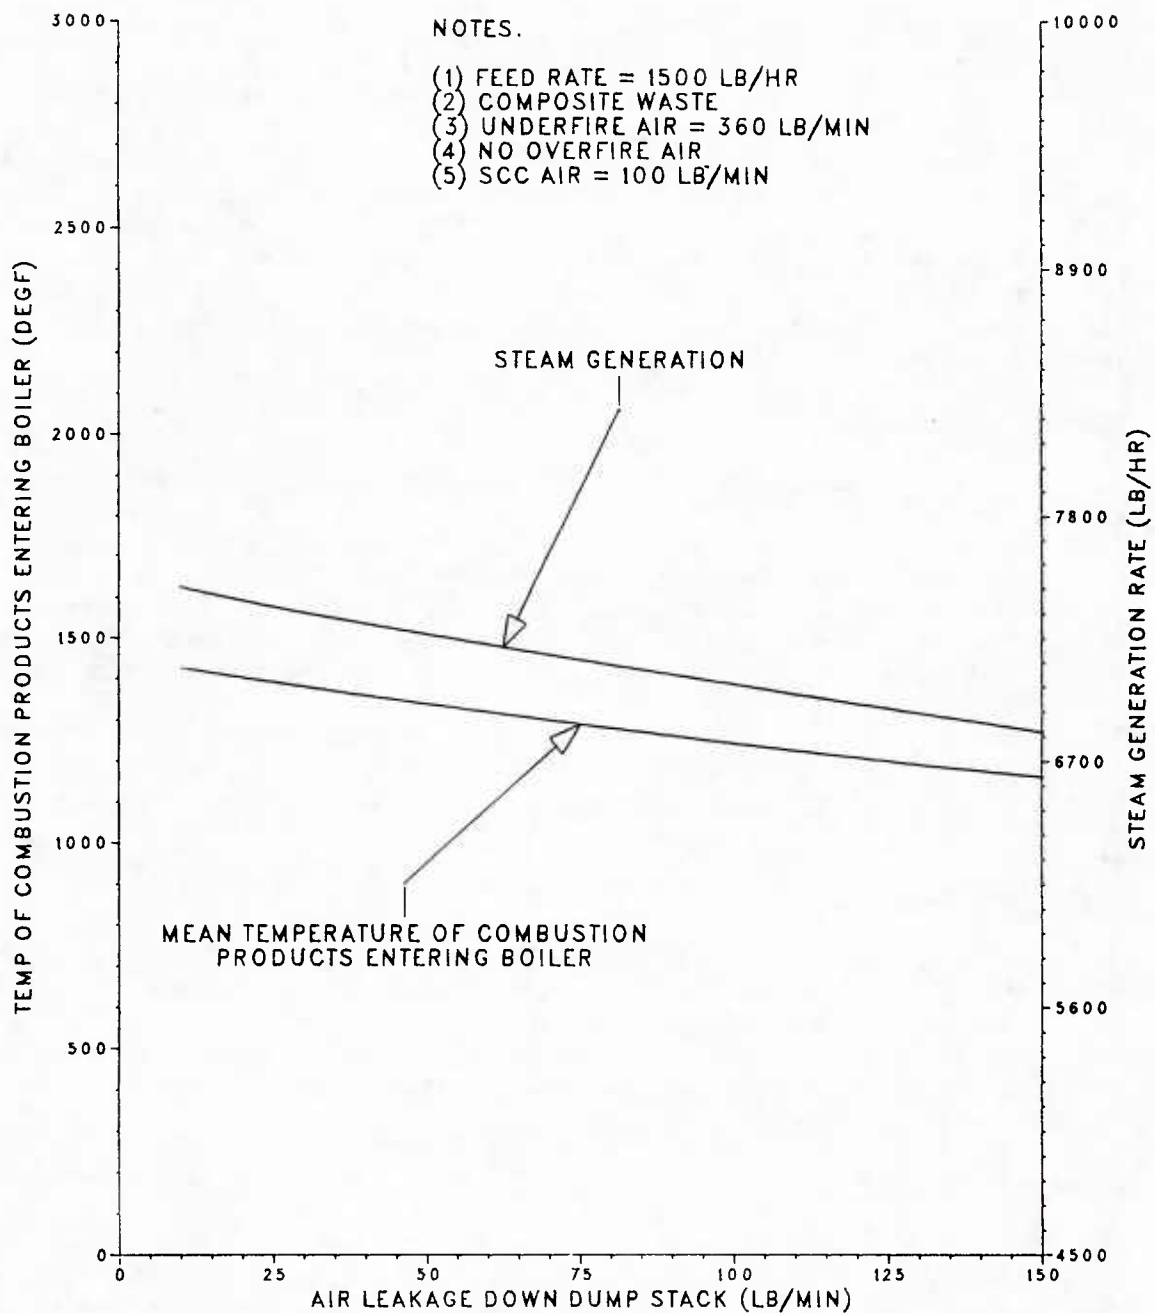 NOTES.
(1) FEED RATE = 1500 LB/HR
(2) COMPOSITE WASTE
(3) UNDERFIRE AIR = 360 LB/MIN
(4) NO OVERFIRE AIR
(5) SCC AIR = 100 LB/MIN
TEMP OF COMBUSTION PRODUCTS ENTERING BOILER (DEGF)
3000
2500
2000
1500
1000
500
0
STEAM GENERATION
MEAN TEMPERATURE OF COMBUSTION
PRODUCTS ENTERING BOILER
10000
8900
7800
6700
5600
4500
STEAM GENERATION RATE (LB/HR)
0 25 50 75 100 125 150
AIR LEAKAGE DOWN DUMP STACK (LB/MIN)